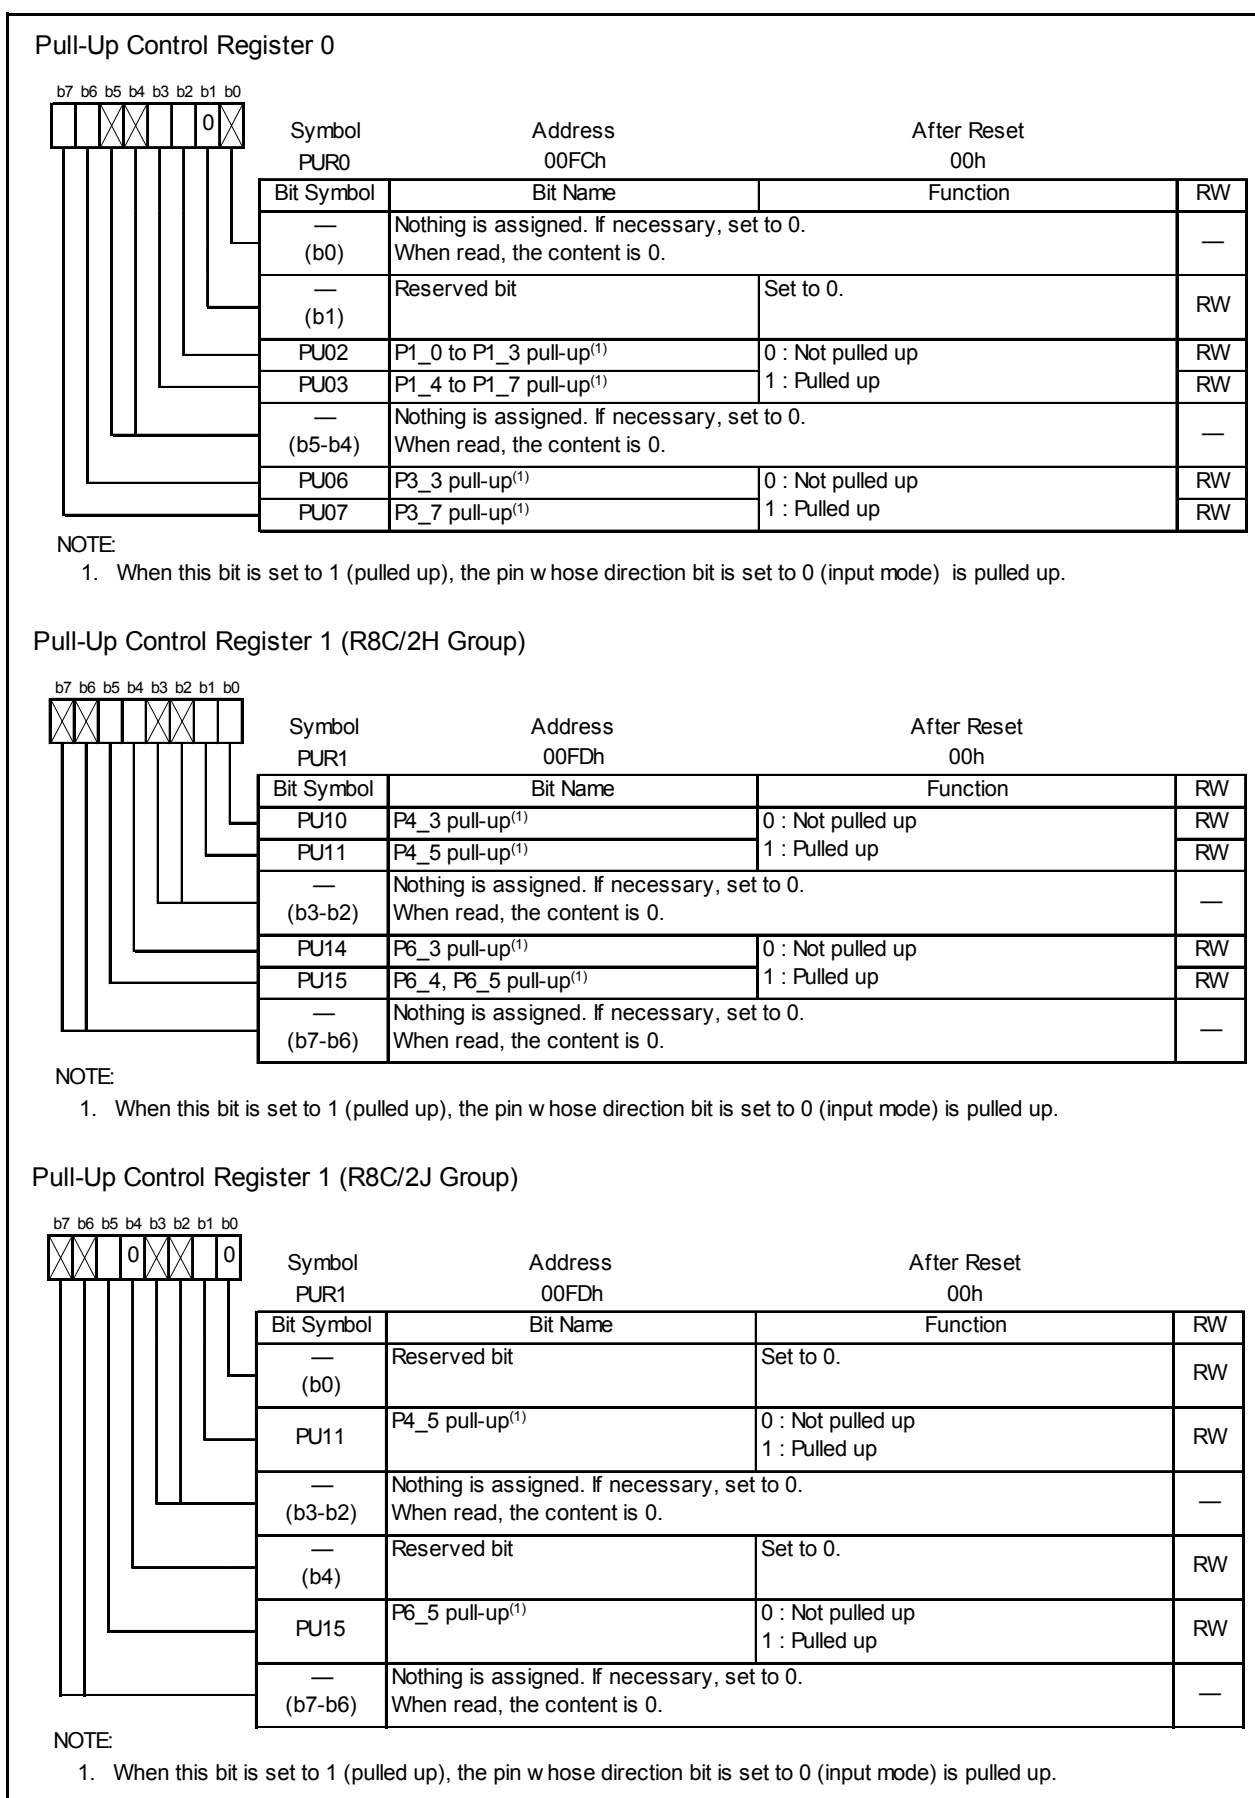 Pull-Up Control Register 0
b7 b6 b5 b4 b3 b2 b1 b0
0
Symbol Address After Reset
PUR0 00FCh 00h
Bit Symbol Bit Name Function RW
— (b0) Nothing is assigned. If necessary, set to 0. —
When read, the content is 0.
— (b1) Reserved bit Set to 0. RW
PU02 P1_0 to P1_3 pull-up(1) 0 : Not pulled up RW
PU03 P1_4 to P1_7 pull-up(1) 1 : Pulled up RW
— (b5-b4) Nothing is assigned. If necessary, set to 0. —
When read, the content is 0.
PU06 P3_3 pull-up(1) 0 : Not pulled up RW
PU07 P3_7 pull-up(1) 1 : Pulled up RW
NOTE:
1. When this bit is set to 1 (pulled up), the pin w hose direction bit is set to 0 (input mode) is pulled up.
Pull-Up Control Register 1 (R8C/2H Group)
b7 b6 b5 b4 b3 b2 b1 b0
Symbol Address After Reset
PUR1 00FDh 00h
Bit Symbol Bit Name Function RW
PU10 P4_3 pull-up(1) 0 : Not pulled up RW
PU11 P4_5 pull-up(1) 1 : Pulled up RW
— (b3-b2) Nothing is assigned. If necessary, set to 0. —
When read, the content is 0.
PU14 P6_3 pull-up(1) 0 : Not pulled up RW
PU15 P6_4, P6_5 pull-up(1) 1 : Pulled up RW
— (b7-b6) Nothing is assigned. If necessary, set to 0. —
When read, the content is 0.
NOTE:
1. When this bit is set to 1 (pulled up), the pin w hose direction bit is set to 0 (input mode) is pulled up.
Pull-Up Control Register 1 (R8C/2J Group)
b7 b6 b5 b4 b3 b2 b1 b0
0 0
Symbol Address After Reset
PUR1 00FDh 00h
Bit Symbol Bit Name Function RW
— (b0) Reserved bit Set to 0. RW
PU11 P4_5 pull-up(1) 0 : Not pulled up RW
1 : Pulled up
— (b3-b2) Nothing is assigned. If necessary, set to 0. —
When read, the content is 0.
— (b4) Reserved bit Set to 0. RW
PU15 P6_5 pull-up(1) 0 : Not pulled up RW
1 : Pulled up
— (b7-b6) Nothing is assigned. If necessary, set to 0. —
When read, the content is 0.
NOTE:
1. When this bit is set to 1 (pulled up), the pin w hose direction bit is set to 0 (input mode) is pulled up.